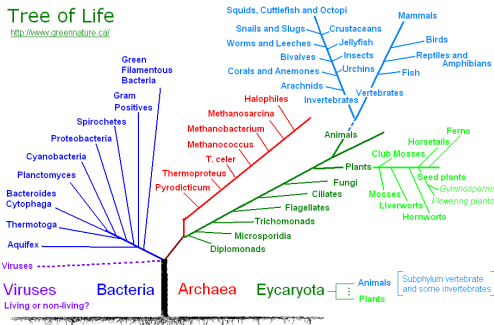 Tree of Life
http://www.greennature.ca/
Squids, Cuttlefish and Octopi
Mammals
Snails and Slugs
Crustaceans
Worms and Leeches
Jellyfish
Birds
Bivalves
Insects
Reptiles and
Amphibians
Corals and Anemones
Urchins
Fish
Arachnids
Vertebrates
Invertebrates
Green
Filamentous
Bacteria
Gram
Positives
Spirochetes
Proteobacteria
Cyanobacteria
Planctomyces
Bacteroides
Cytophaga
Thermotoga
Aquifex
Halophiles
Methanosarcina
Methanobacterium
Methanococcus
T. celer
Thermoproteus
Pyrodicticum
Animals
Plants
Fungi
Ciliates
Flagellates
Trichomonads
Microsporidia
Diplomonads
Ferns
Horsetails
Club Mosses
Seed plants
Gymnosperms
Flowering plants
Mosses
Liverworts
Hornworts
Viruses
Viruses
Living or non-living?
Bacteria
Archaea
Eycaryota
Animals
Plants
Subphylum vertebrate
and some invertebrates